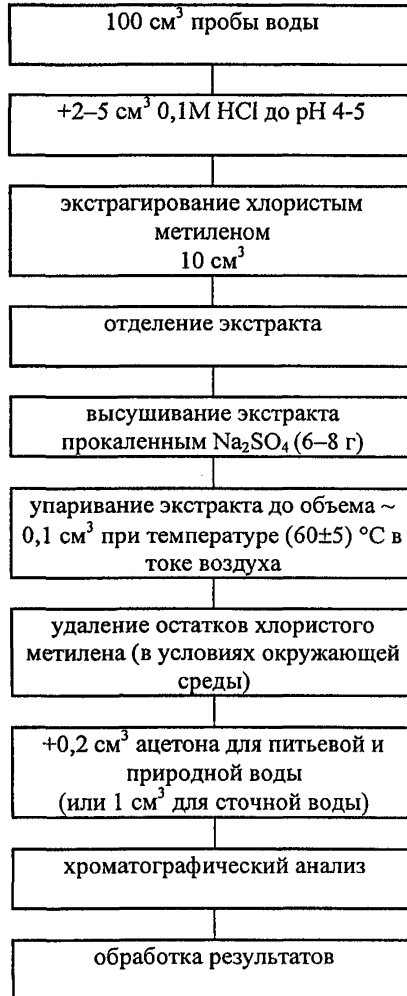 100 см³ пробы воды
+2–5 см³ 0,1М HCl до рН 4-5
экстрагирование хлористым
метиленом
10 см³
отделение экстракта
высушивание экстракта
прокаленным Na₂SO₄ (6–8 г)
упаривание экстракта до объема ~
0,1 см³ при температуре (60±5) °С в
токе воздуха
удаление остатков хлористого
метилена (в условиях окружающей
среды)
+0,2 см³ ацетона для питьевой и
природной воды
(или 1 см³ для сточной воды)
хроматографический анализ
обработка результатов